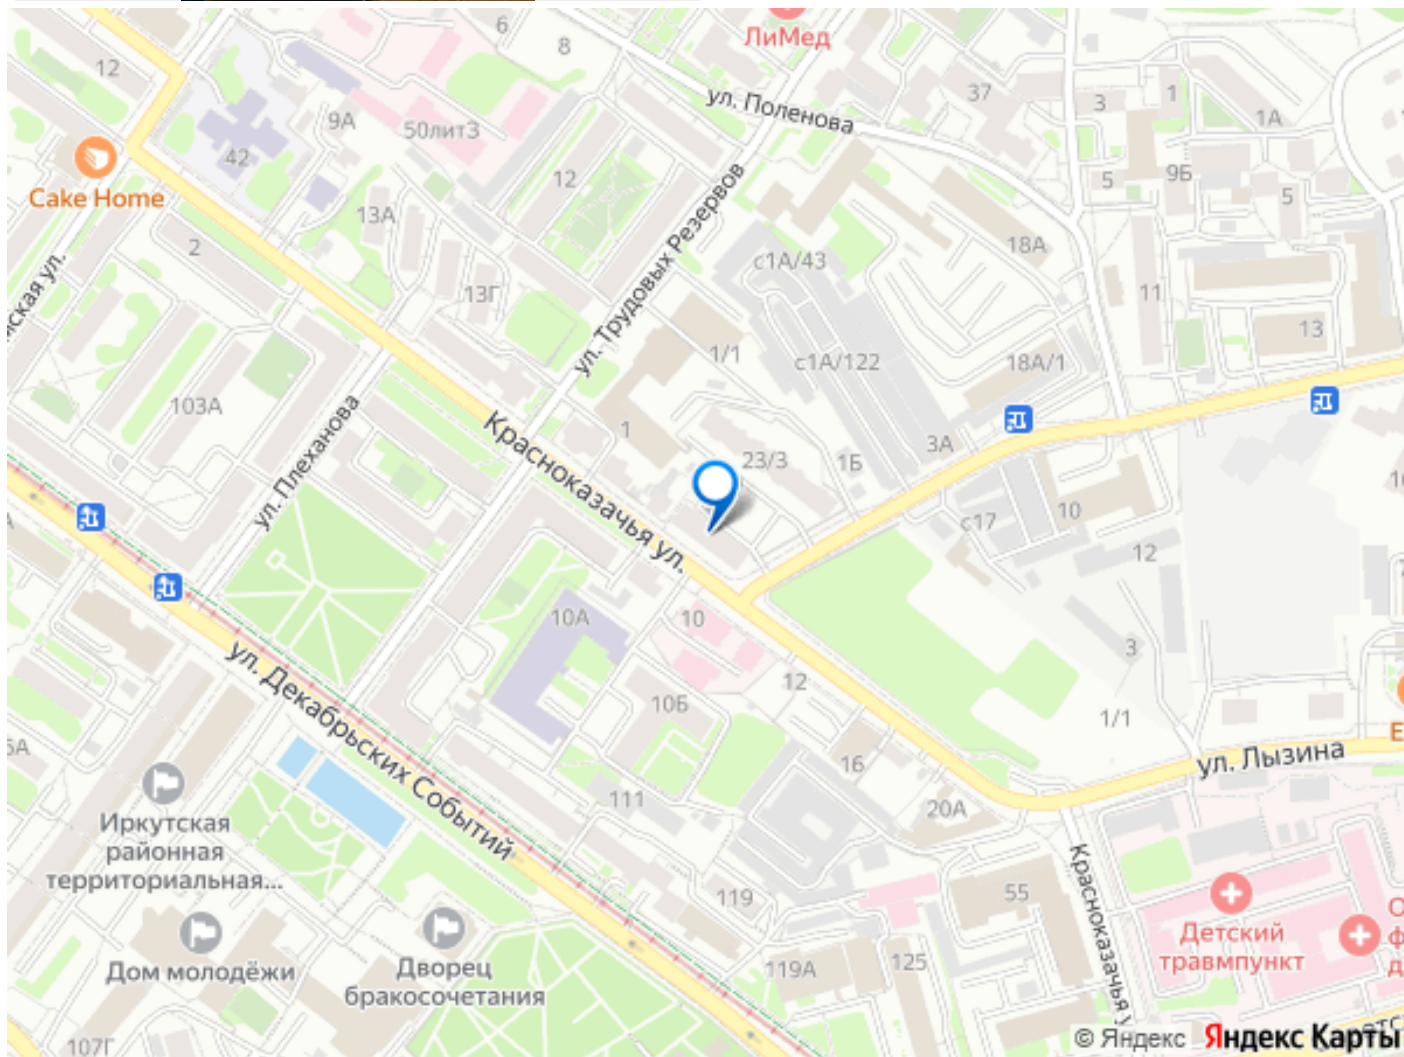 ЛиМед
6
8
12
37
3
1
1А
ул. Поленова
9А
50лит3
42
Cake Home
12
5
9Б
5
13А
ул. Трудовых Резервов
2
18А
с1А/43
13Г
11
13
1/1
с1А/122
18А/1
103А
ул. Плеханова
Красноказачья ул.
1
23/3
1Б
3А
с17
10
12
10А
10
3
ул. Декабрьских Событий
12
10Б
1/1
16
ул. Лызина
111
20А
Иркутская
районная
территориальная...
Красноказачья
119
55
Детский
травмпункт
Дом молодёжи
Дворец
бракосочетания
119А
125
107Г
© Яндекс Яндекс Карты